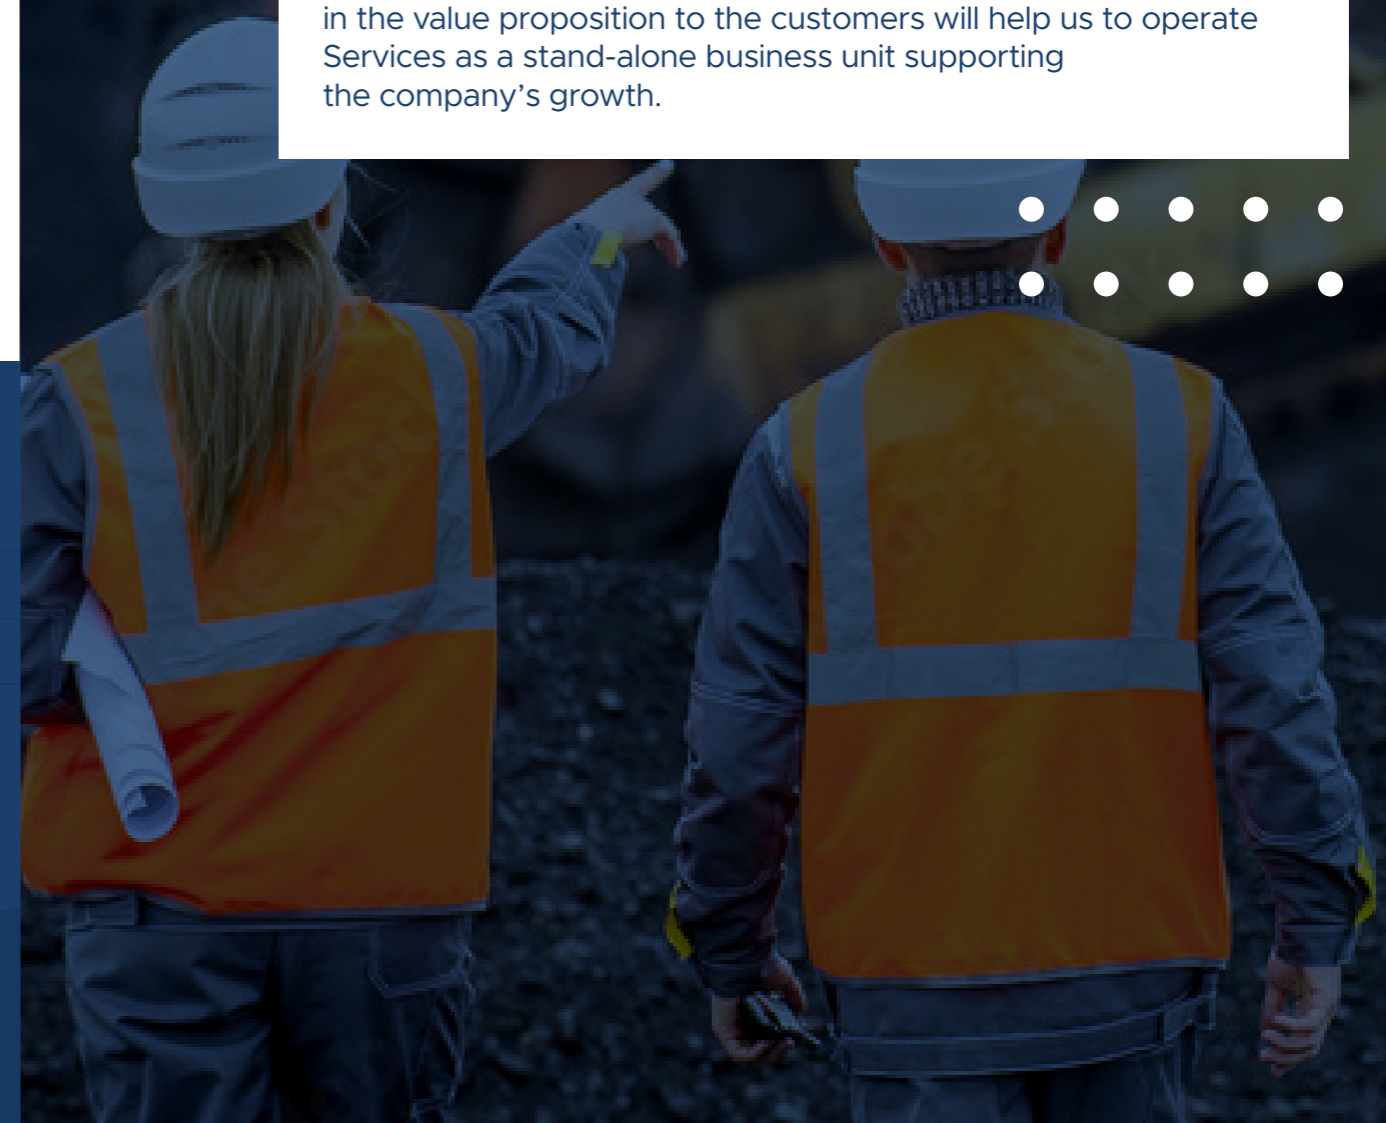 in the value proposition to the customers will help us to operate
Services as a stand-alone business unit supporting
the company’s growth.